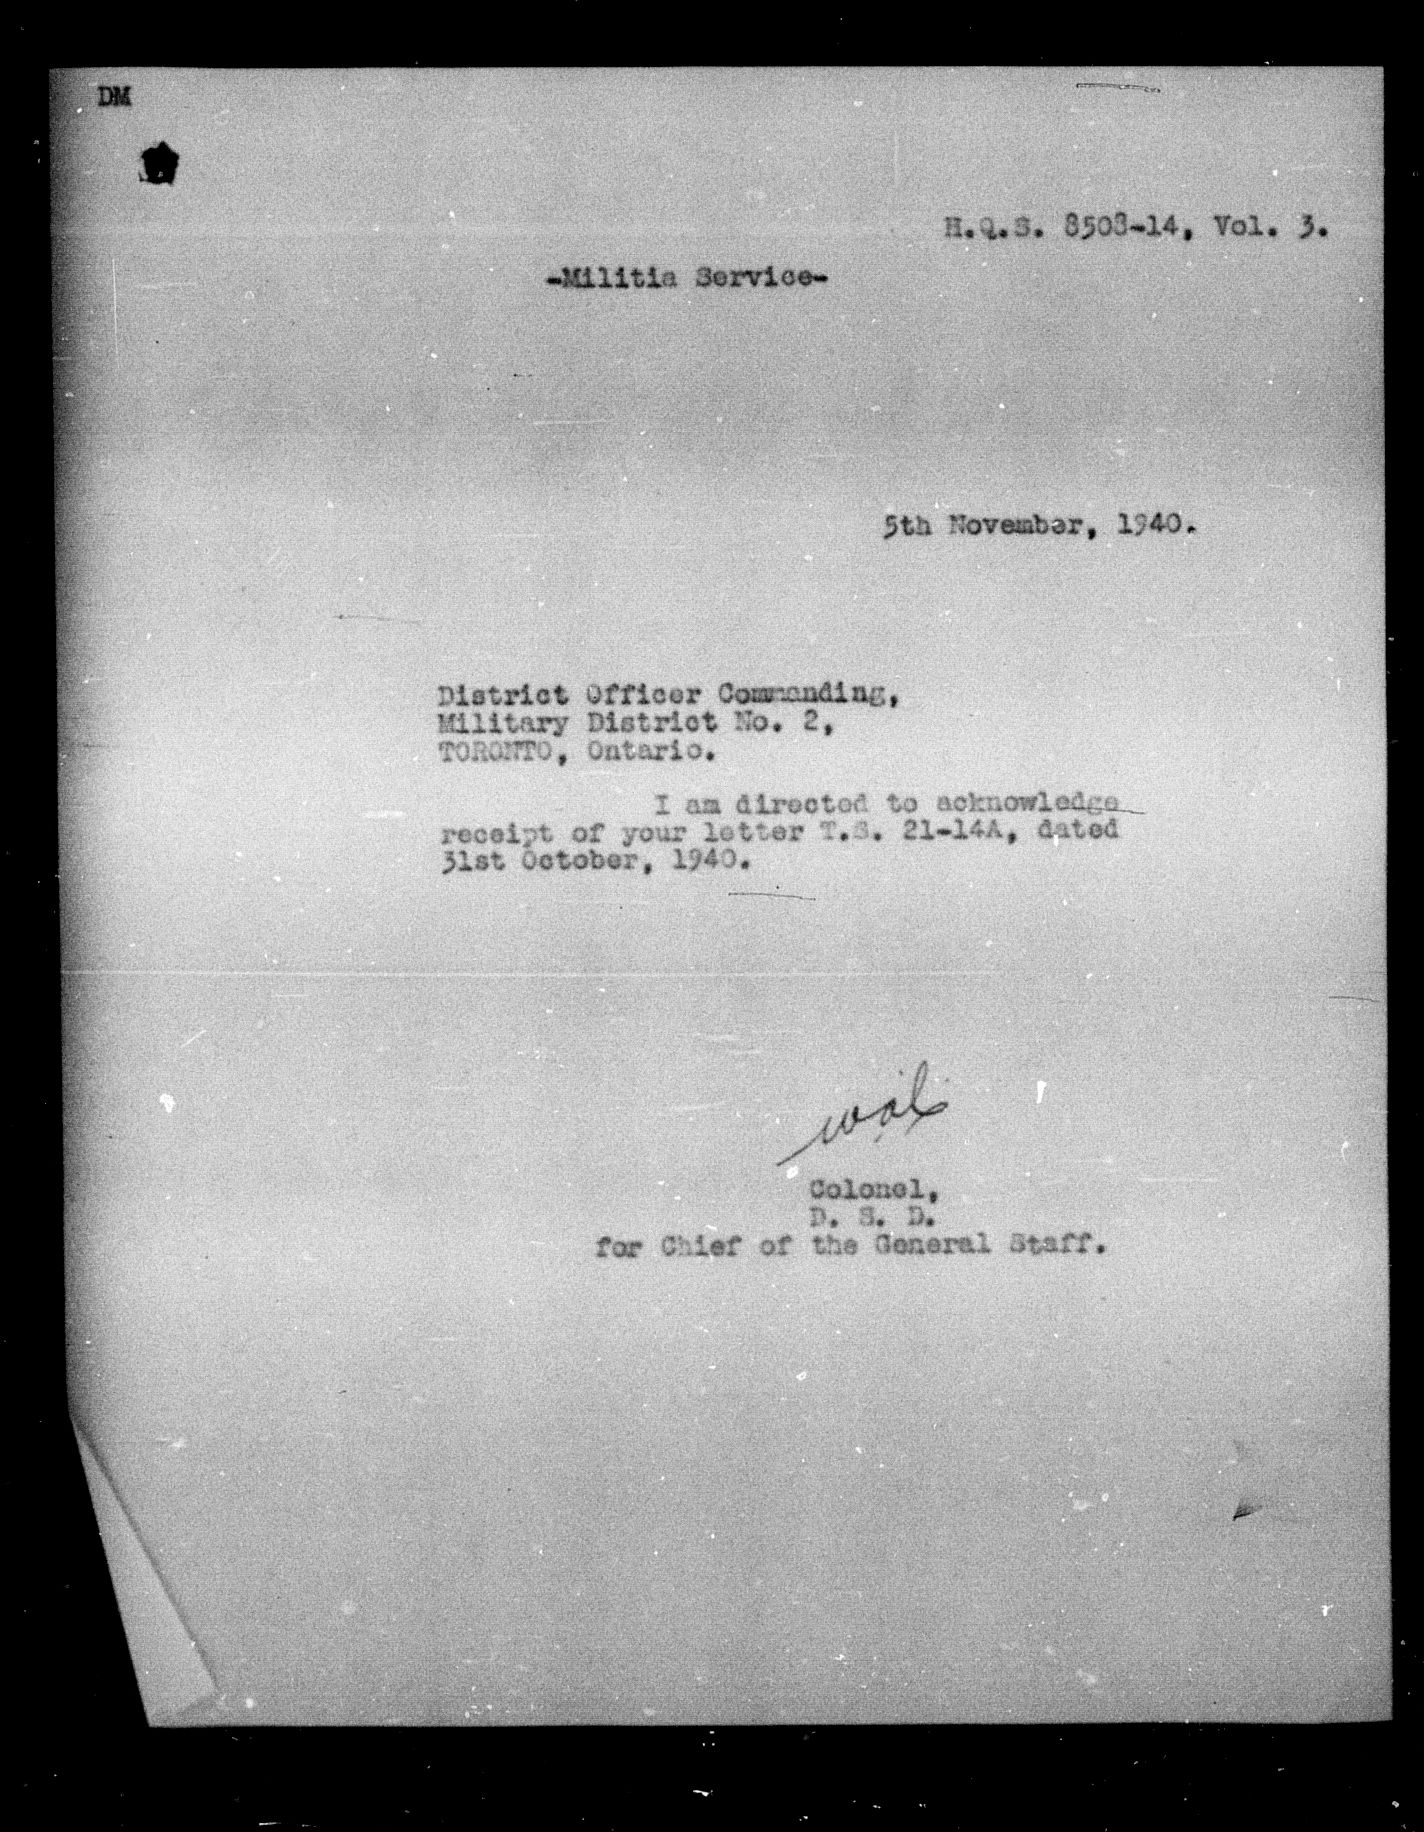 DM
H.Q.S. 8508-14, Vol. 3.
-Militia Service-
5th November, 1940.
District Officer Commanding,
Military District No. 2,
TORONTO, Ontario.
I am directed to acknowledge
receipt of your letter T.S. 21-14A, dated
31st October, 1940.
Colonel,
D. S. D.
for Chief of the General Staff.